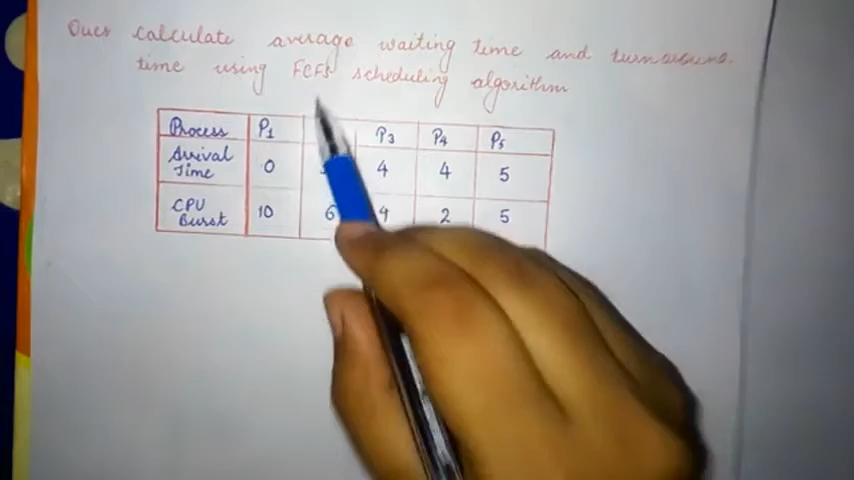 Ques calculate average waiting time and turnaround
time using FCFS scheduling algorithm
Process P1 P3 P4 P5
Arrival Time 0 4 4 5
CPU Burst 10 6 4 2 5